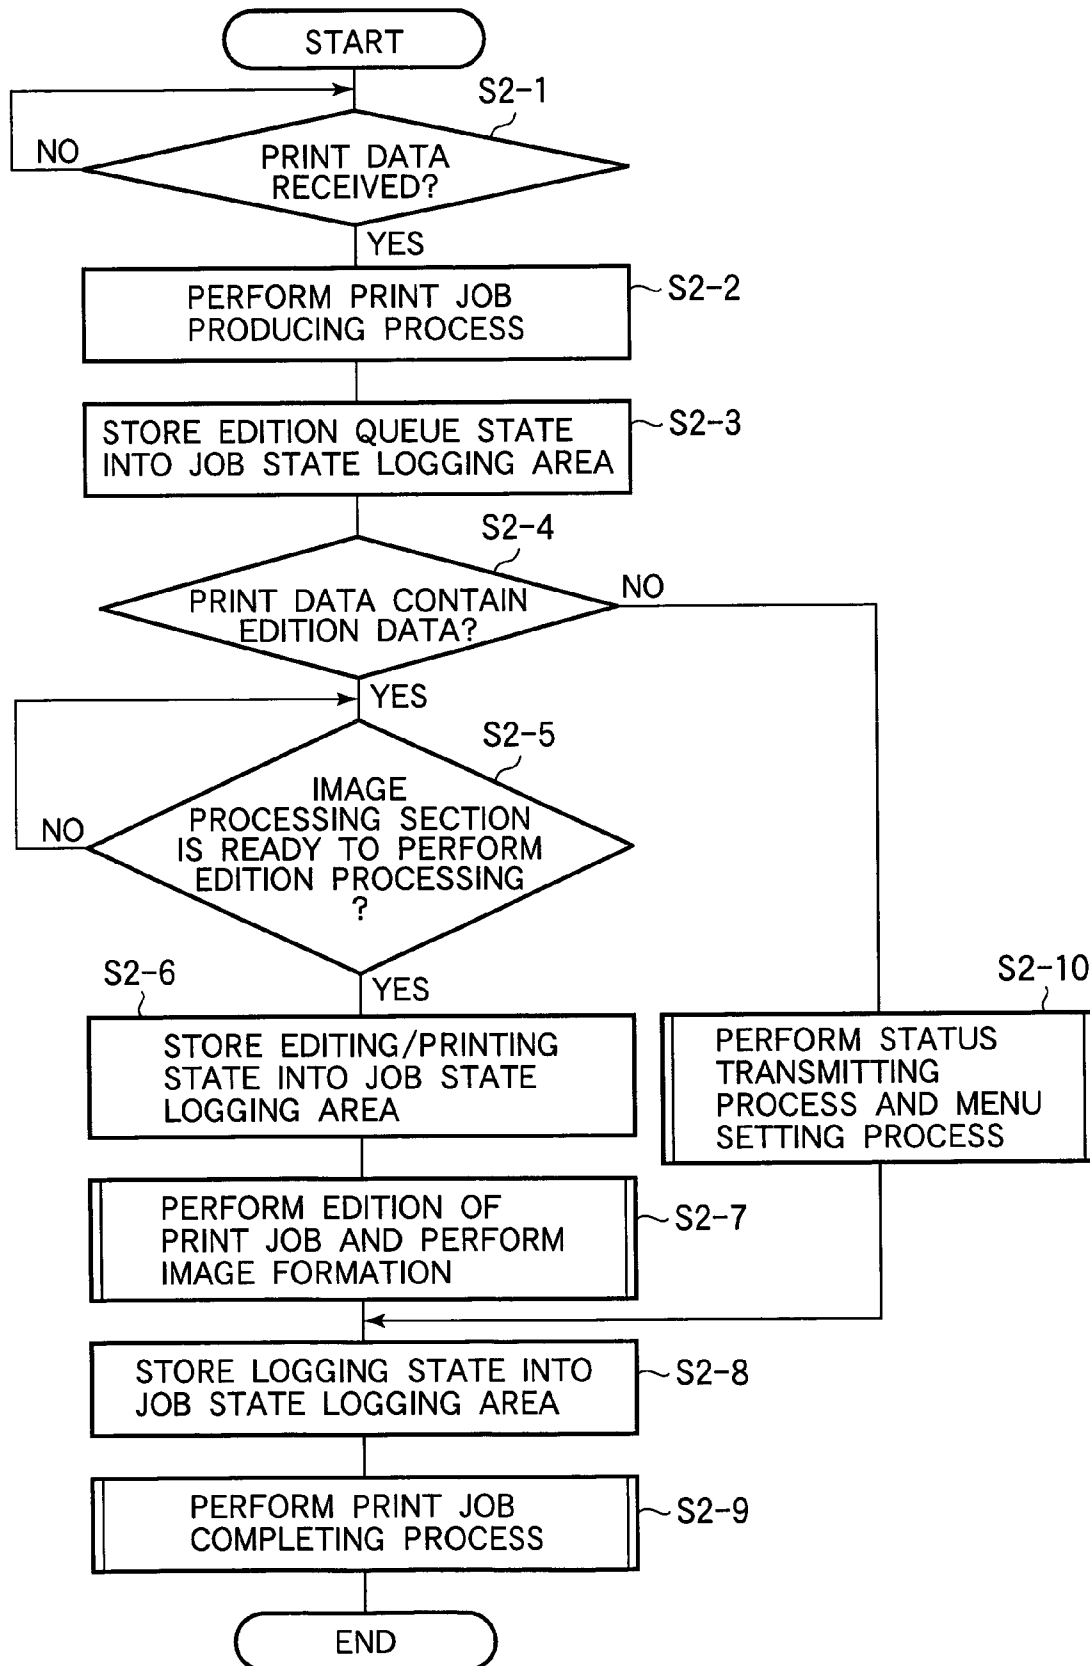 START
S2-1
NO
PRINT DATA
RECEIVED?
YES
PERFORM PRINT JOB
PRODUCING PROCESS
S2-2
STORE EDITION QUEUE STATE
INTO JOB STATE LOGGING AREA
S2-3
S2-4
PRINT DATA CONTAIN
EDITION DATA?
NO
YES
S2-5
IMAGE
PROCESSING SECTION
IS READY TO PERFORM
EDITION PROCESSING
?
NO
YES
S2-6
STORE EDITING/PRINTING
STATE INTO JOB STATE
LOGGING AREA
S2-10
PERFORM STATUS
TRANSMITTING
PROCESS AND MENU
SETTING PROCESS
PERFORM EDITION OF
PRINT JOB AND PERFORM
IMAGE FORMATION
S2-7
STORE LOGGING STATE INTO
JOB STATE LOGGING AREA
S2-8
PERFORM PRINT JOB
COMPLETING PROCESS
S2-9
END